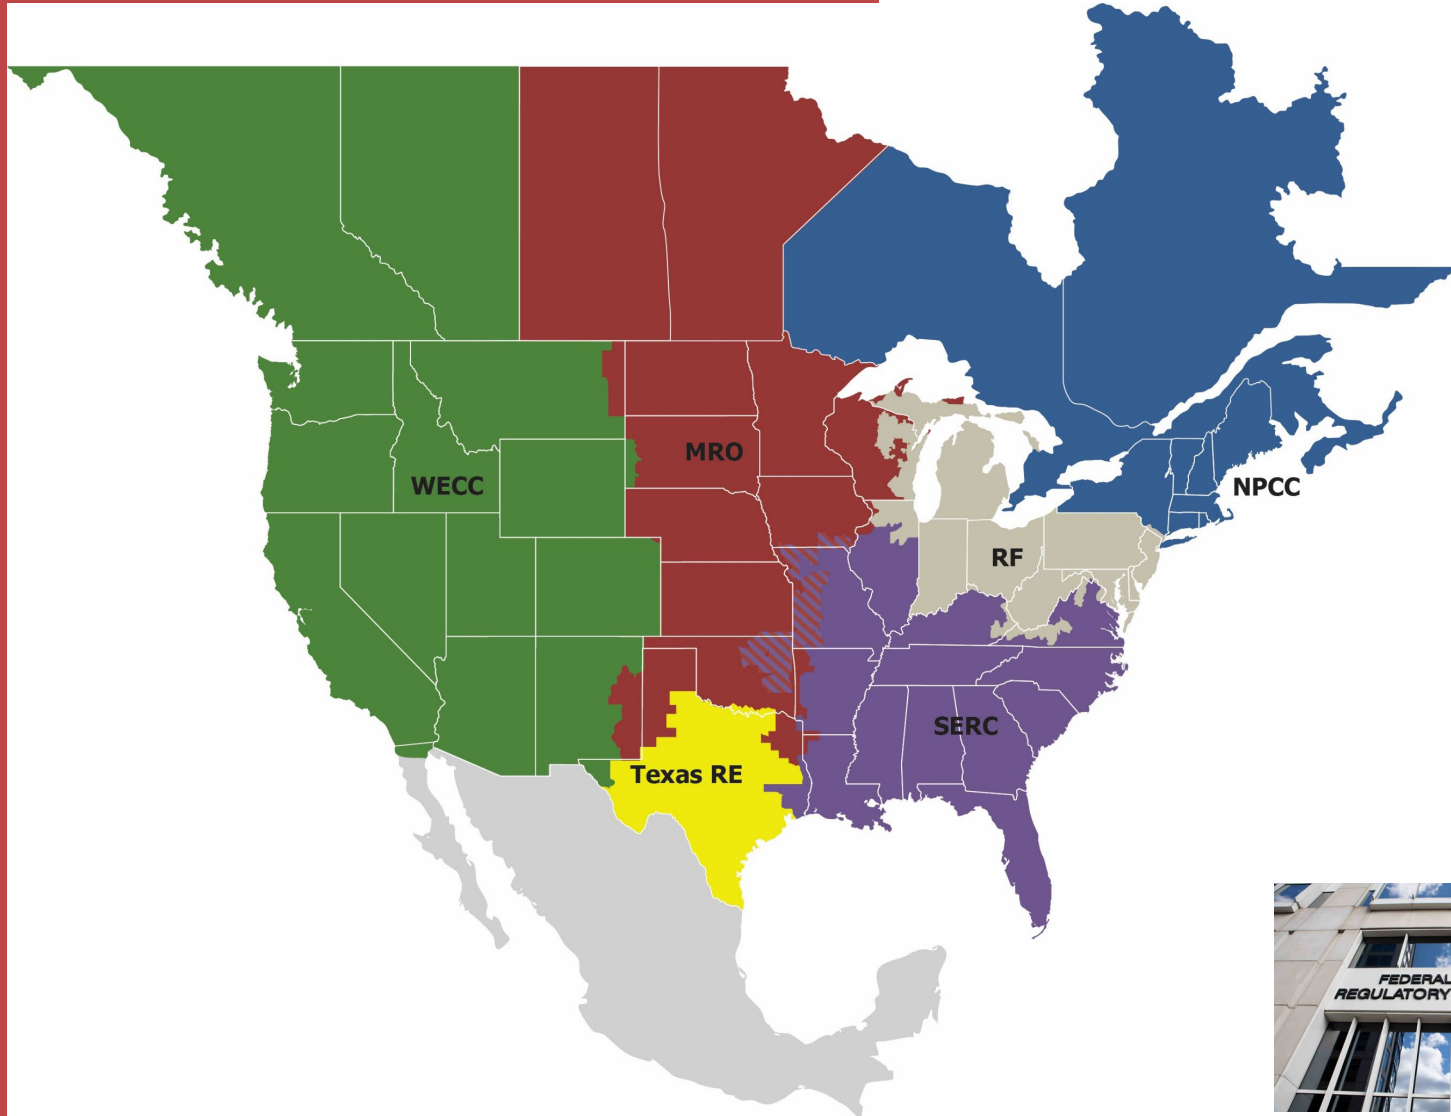 MRO
WECC
NPCC
RF
SERC
Texas RE
FEDERAL
REGULATORY